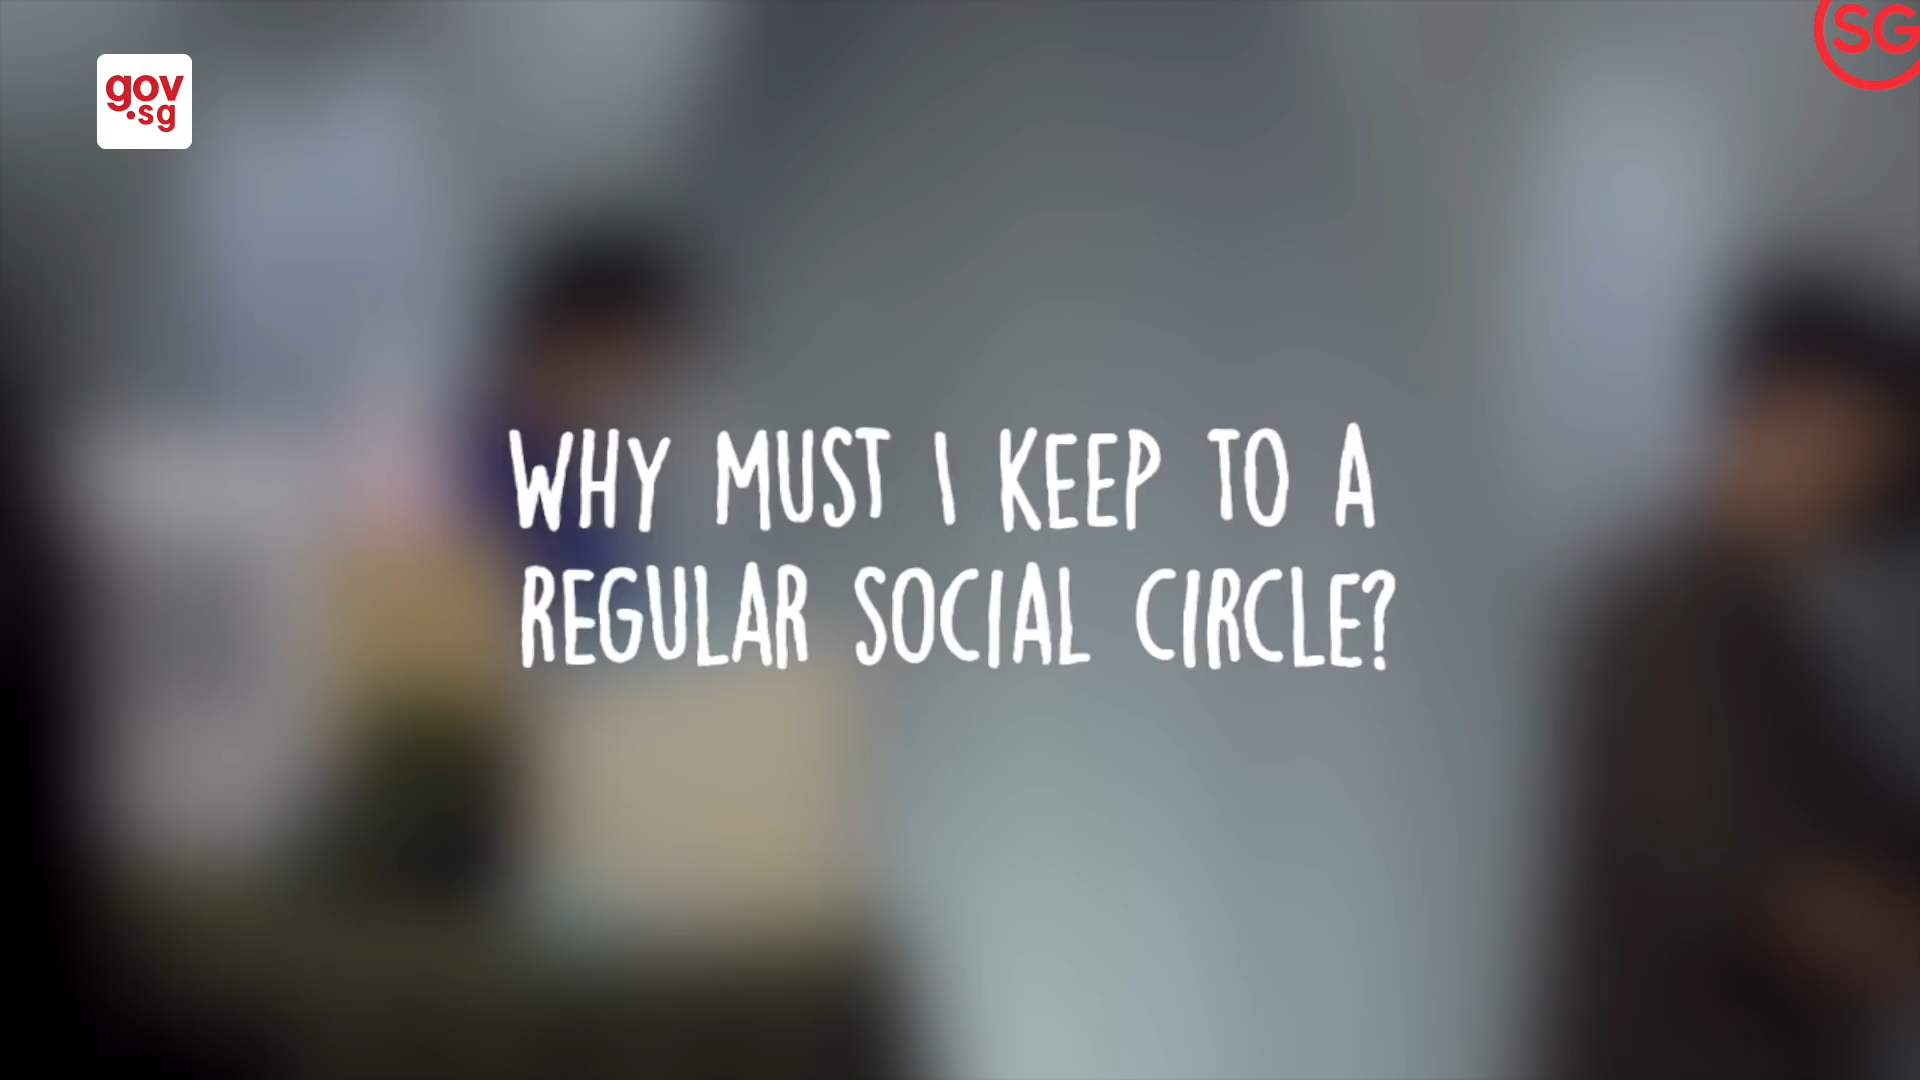 gov
.sg
SG
WHY MUST I KEEP TO A
REGULAR SOCIAL CIRCLE?